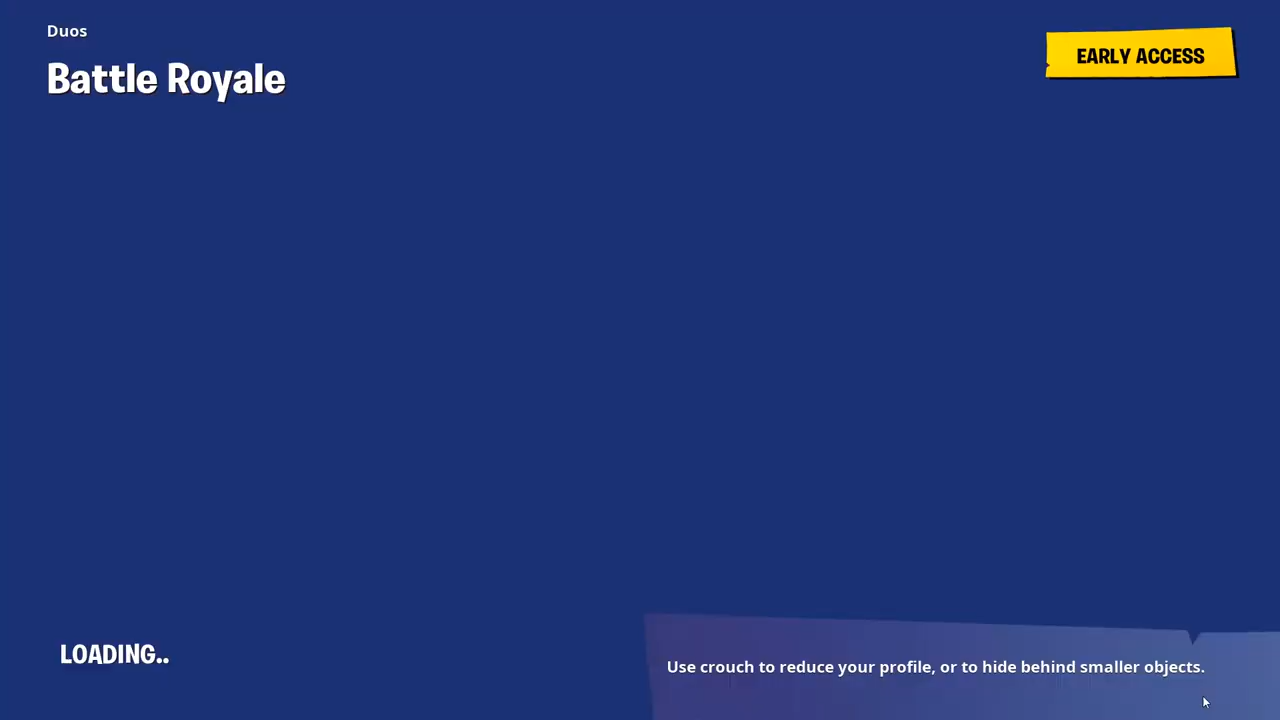 Duos
Battle Royale
EARLY ACCESS
LOADING..
Use crouch to reduce your profile, or to hide behind smaller objects.